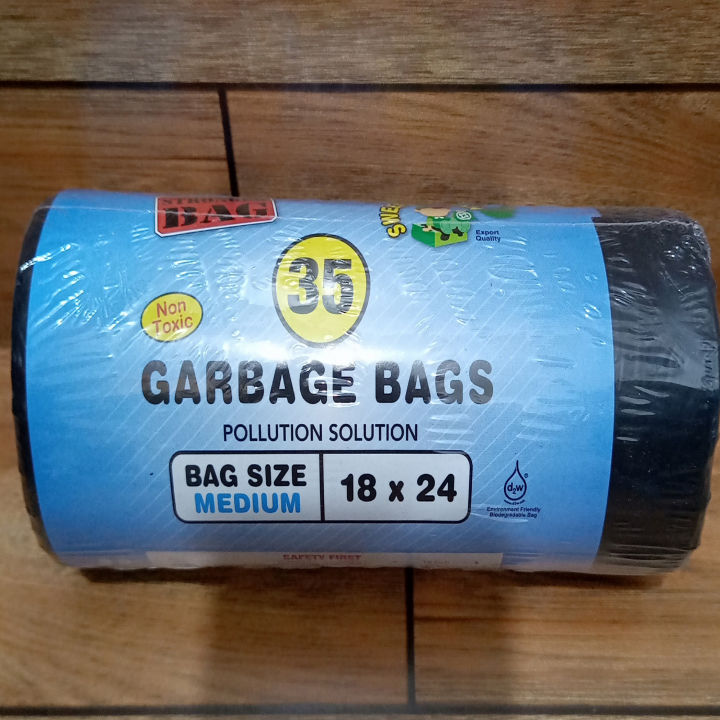 BAG
Export
Quality
35
Non
Toxic
GARBAGE BAGS
POLLUTION SOLUTION
BAG SIZE
MEDIUM
18 x 24
d2w
Environment Friendly
Biodegradable Bag
SAFETY FIRST